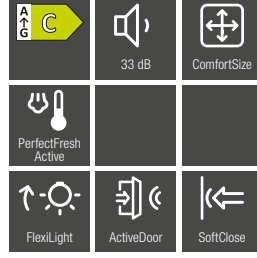 A
G
C
33 dB
ComfortSize
PerfectFresh
Active
FlexiLight
ActiveDoor
SoftClose